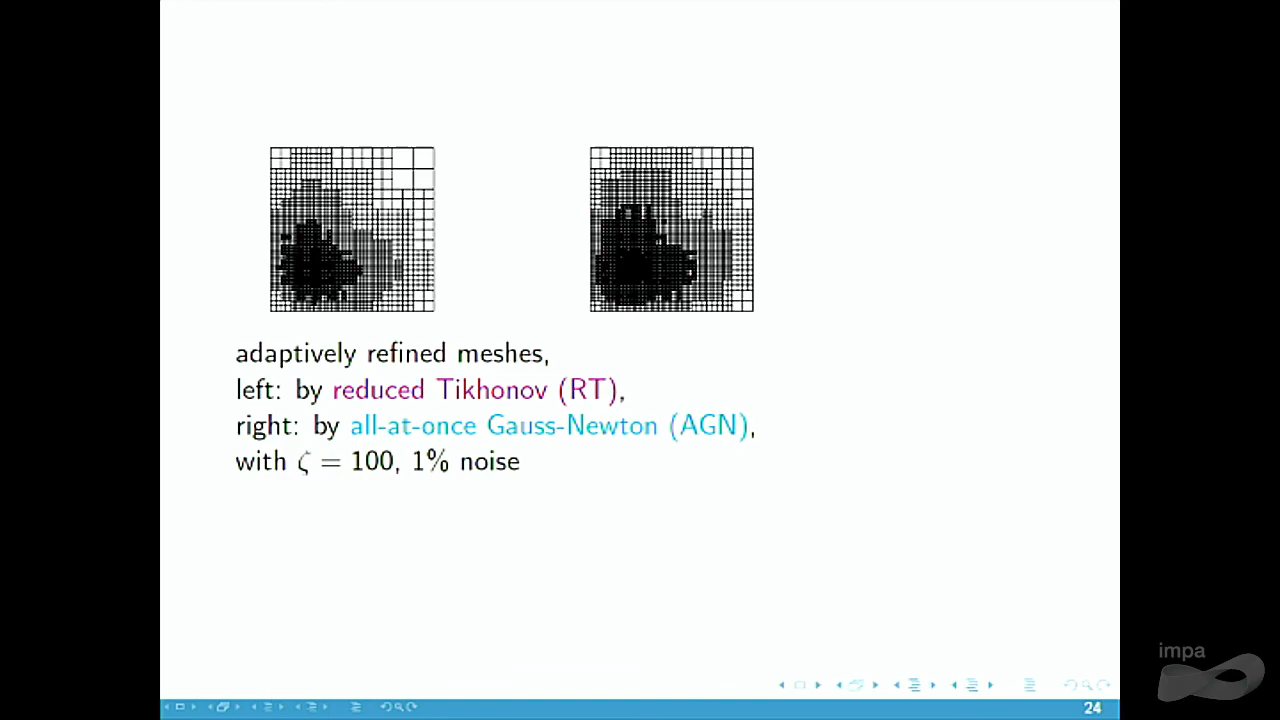 adaptively refined meshes,
left: by reduced Tikhonov (RT),
right: by all-at-once Gauss-Newton (AGN),
with ζ = 100, 1% noise
impa
24